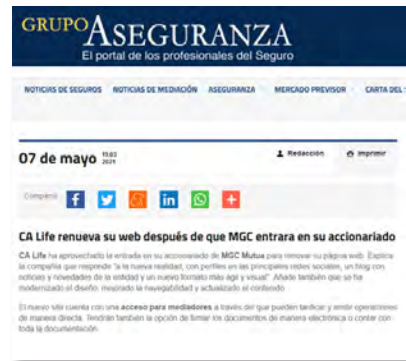 GRUPO ASEGURANZA
El portal de los profesionales del Seguro
NOTICIAS DE SEGUROS NOTICIAS DE MEDIACIÓN ASEGURANZA MERCADO PREVISOR CARTA DEL
07 de mayo 2021
Redacción Imprimir
Compartir
CA Life renueva su web después de que MGC entrara en su accionariado
CA Life ha aprovechado la entrada en su accionariado de MGC Mutua para renovar su página web. Explica
la compañía que responde "a la nueva realidad, con perfiles en las principales redes sociales, un blog con
noticias y novedades de la entidad y un nuevo formato más ágil y visual". Añade también que se ha
modernizado el diseño, mejorado la navegabilidad y actualizado el contenido.
El nuevo site cuenta con una acceso para mediadores a través del que pueden tarificar y emitir operaciones
de manera directa. Tendrán también la opción de firmar los documentos de manera electrónica o contar con
toda la documentación.